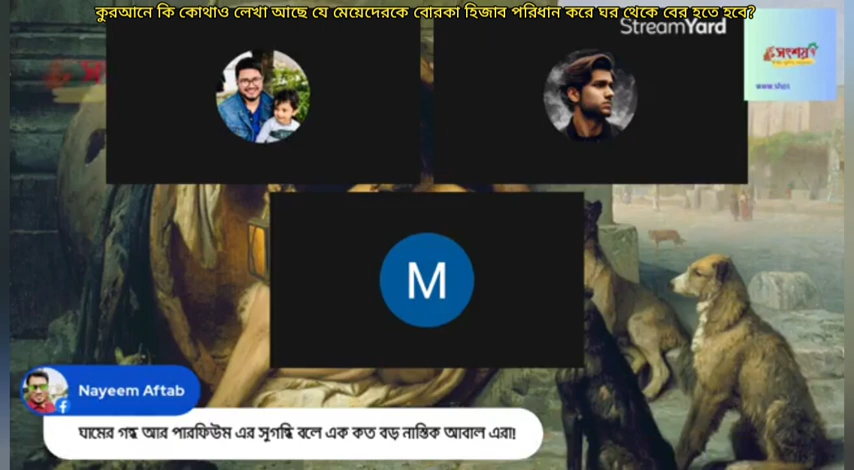 কুরআনে কি কোথাও লেখা আছে যে মেয়েদেরকে বোরকা হিজাব পরিধান করে ঘর থেকে বের হতে হবে?
StreamYard
সংশয়
M
Nayeem Aftab
ঘামের গন্ধ আর পারফিউম এর সুগন্ধি বলে এক কত বড় নাস্তিক আবাল এরা!